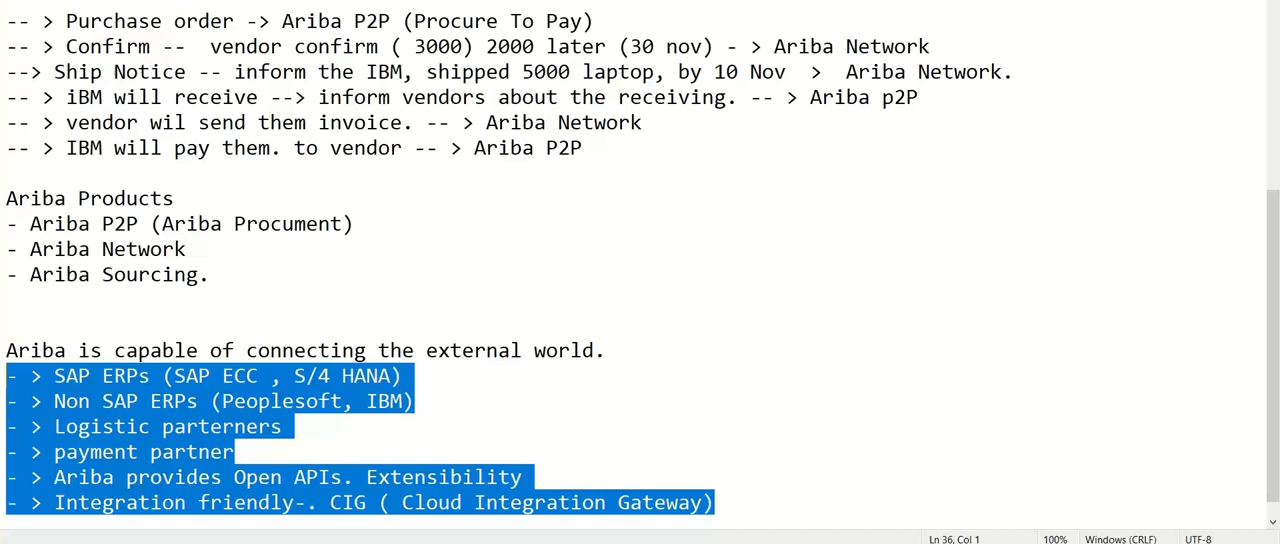 -- > Purchase order -> Ariba P2P (Procure To Pay)
-- > Confirm --  vendor confirm ( 3000) 2000 later (30 nov) - > Ariba Network
--> Ship Notice -- inform the IBM, shipped 5000 laptop, by 10 Nov  >  Ariba Network.
-- > iBM will receive --> inform vendors about the receiving. -- > Ariba p2P
-- > vendor wil send them invoice. -- > Ariba Network
-- > IBM will pay them. to vendor -- > Ariba P2P
Ariba Products
- Ariba P2P (Ariba Procument)
- Ariba Network
- Ariba Sourcing.
Ariba is capable of connecting the external world.
- > SAP ERPs (SAP ECC , S/4 HANA)
- > Non SAP ERPs (Peoplesoft, IBM)
- > Logistic parterners
- > payment partner
- > Ariba provides Open APIs. Extensibility
- > Integration friendly-. CIG ( Cloud Integration Gateway)
Ln 36, Col 1 100% Windows (CRLF) UTF-8